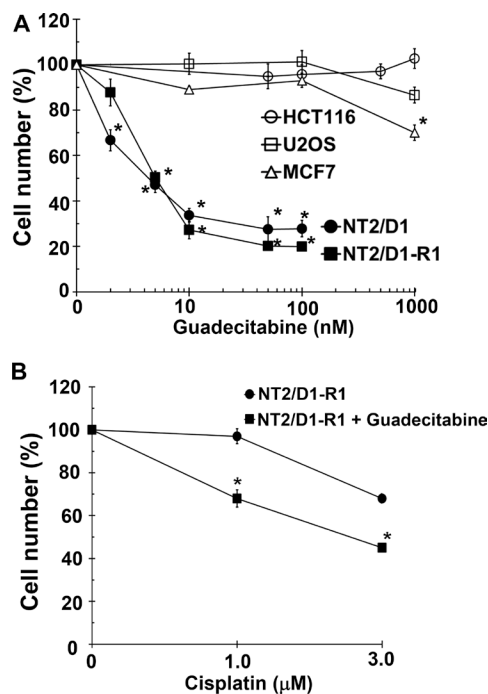 A
120
100
80
60
40
20
0
Cell number (%)
HCT116
U2OS
MCF7
NT2/D1
NT2/D1-R1
* * * * * * * * * *
0 10 100 1000
Guadecitabine (nM)
B
120
100
80
60
40
20
0
Cell number (%)
NT2/D1-R1
NT2/D1-R1 + Guadecitabine
*
*
0 1.0 3.0
Cisplatin (μM)